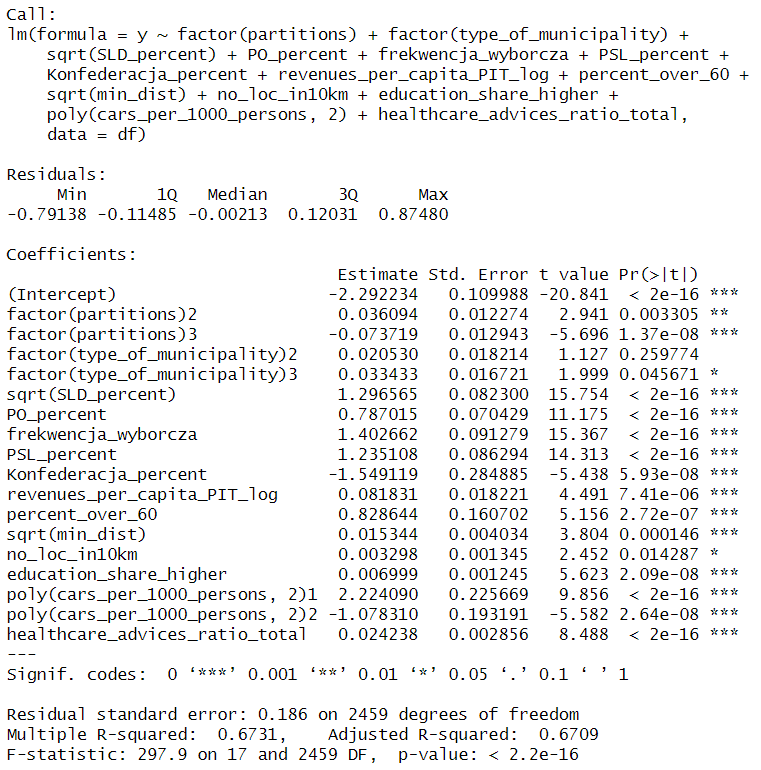 Call:
lm(formula = y ~ factor(partitions) + factor(type_of_municipality) +
    sqrt(SLD_percent) + PO_percent + frekwencja_wyborcza + PSL_percent +
    Konfederacja_percent + revenues_per_capita_PIT_log + percent_over_60 +
    sqrt(min_dist) + no_loc_in10km + education_share_higher +
    poly(cars_per_1000_persons, 2) + healthcare_advices_ratio_total,
    data = df)

Residuals:
     Min       1Q   Median       3Q      Max
-0.79138 -0.11485 -0.00213  0.12031  0.87480

Coefficients:
                                 Estimate Std. Error t value Pr(>|t|)
(Intercept)                     -2.292234   0.109988 -20.841  < 2e-16 ***
factor(partitions)2              0.036094   0.012274   2.941 0.003305 **
factor(partitions)3             -0.073719   0.012943  -5.696 1.37e-08 ***
factor(type_of_municipality)2    0.020530   0.018214   1.127 0.259774
factor(type_of_municipality)3    0.033433   0.016721   1.999 0.045671 *
sqrt(SLD_percent)                1.296565   0.082300  15.754  < 2e-16 ***
PO_percent                       0.787015   0.070429  11.175  < 2e-16 ***
frekwencja_wyborcza              1.402662   0.091279  15.367  < 2e-16 ***
PSL_percent                      1.235108   0.086294  14.313  < 2e-16 ***
Konfederacja_percent            -1.549119   0.284885  -5.438 5.93e-08 ***
revenues_per_capita_PIT_log      0.081831   0.018221   4.491 7.41e-06 ***
percent_over_60                  0.828644   0.160702   5.156 2.72e-07 ***
sqrt(min_dist)                   0.015344   0.004034   3.804 0.000146 ***
no_loc_in10km                    0.003298   0.001345   2.452 0.014287 *
education_share_higher           0.006999   0.001245   5.623 2.09e-08 ***
poly(cars_per_1000_persons, 2)1  2.224090   0.225669   9.856  < 2e-16 ***
poly(cars_per_1000_persons, 2)2 -1.078310   0.193191  -5.582 2.64e-08 ***
healthcare_advices_ratio_total   0.024238   0.002856   8.488  < 2e-16 ***
---
Signif. codes:  0 ‘***’ 0.001 ‘**’ 0.01 ‘*’ 0.05 ‘.’ 0.1 ‘ ’ 1

Residual standard error: 0.186 on 2459 degrees of freedom
Multiple R-squared:  0.6731,    Adjusted R-squared:  0.6709
F-statistic: 297.9 on 17 and 2459 DF,  p-value: < 2.2e-16